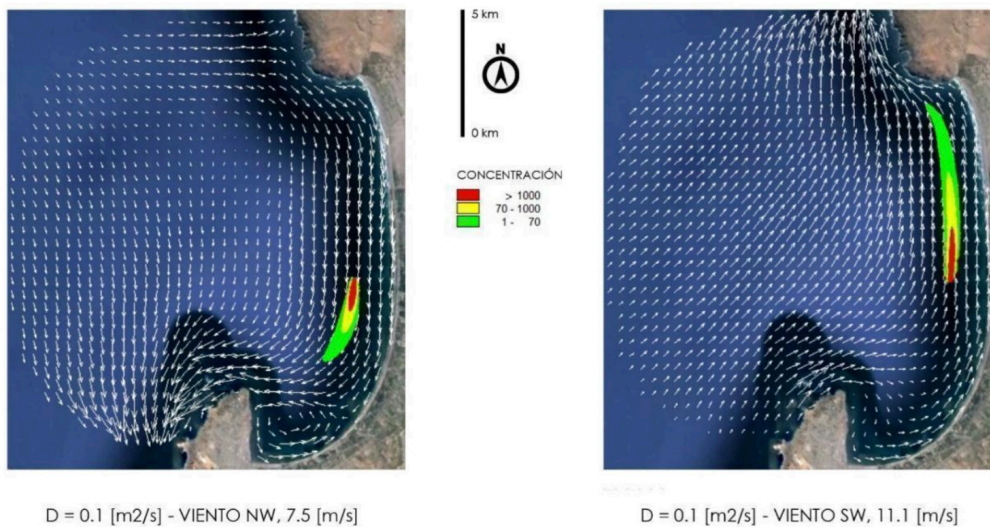 5 km
N
0 km
CONCENTRACIÓN
> 1000
70 - 1000
1 - 70
D = 0.1 [m2/s] - VIENTO NW, 7.5 [m/s]
D = 0.1 [m2/s] - VIENTO SW, 11.1 [m/s]